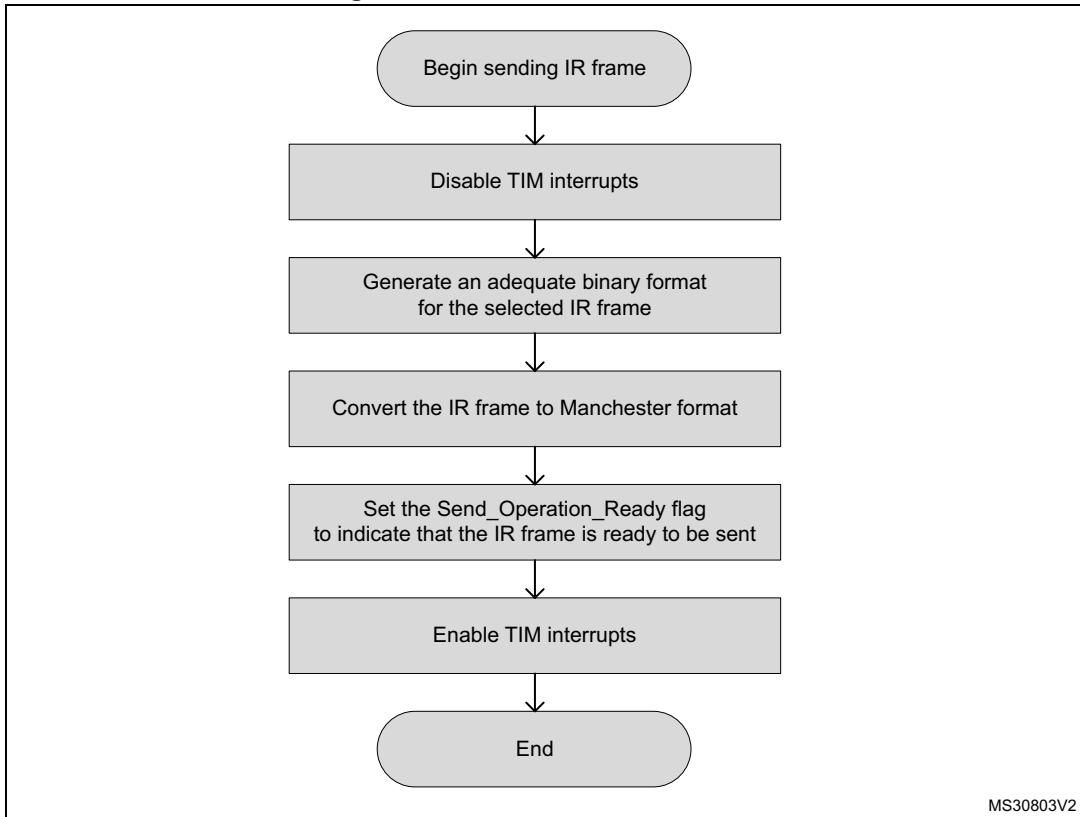 Begin sending IR frame
Disable TIM interrupts
Generate an adequate binary format
for the selected IR frame
Convert the IR frame to Manchester format
Set the Send_Operation_Ready flag
to indicate that the IR frame is ready to be sent
Enable TIM interrupts
End
MS30803V2